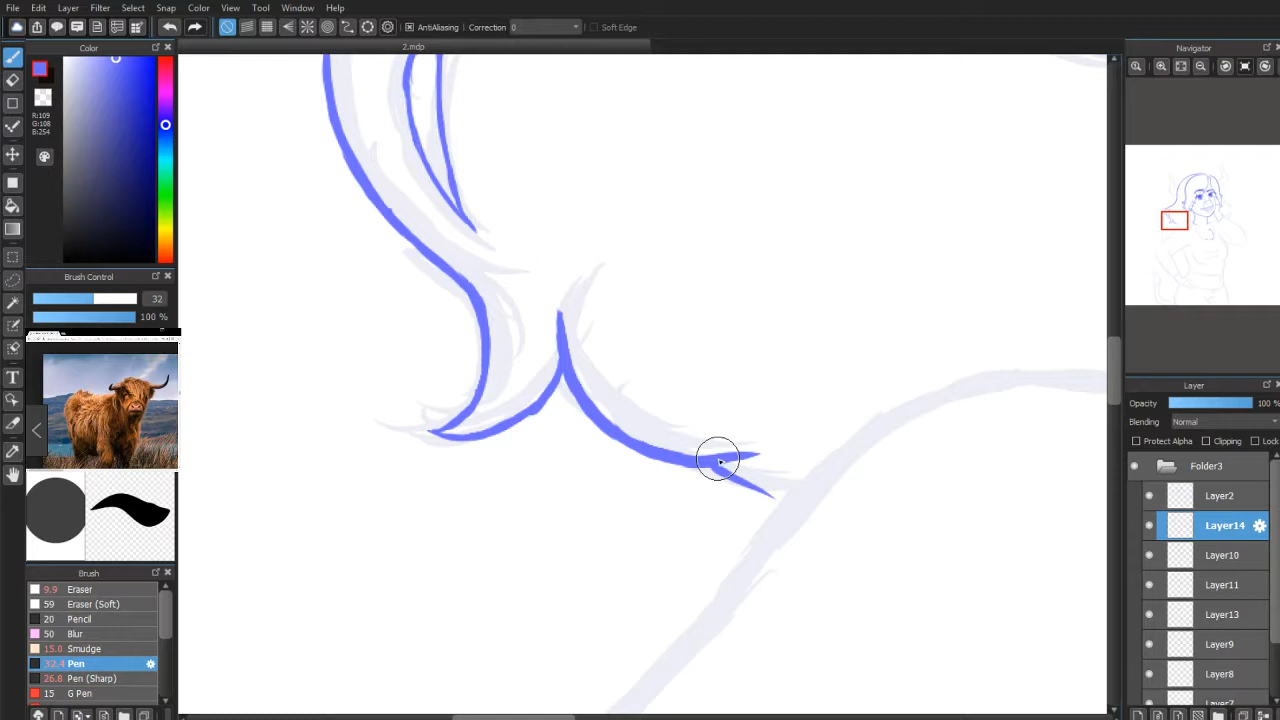 File Edit Layer Filter Select Snap Color View Tool Window Help
AntiAliasing Correction 0 Soft Edge
2.mdp
Color
R:109
G:108
B:254
Brush Control
32
100 %
Brush
9.9 Eraser
59 Eraser (Soft)
20 Pencil
50 Blur
15.0 Smudge
32.4 Pen
26.8 Pen (Sharp)
15 G Pen
Navigator
Layer
Opacity 100 %
Blending Normal
Protect Alpha Clipping Lock
Folder3
Layer2
Layer14
Layer10
Layer11
Layer13
Layer9
Layer8